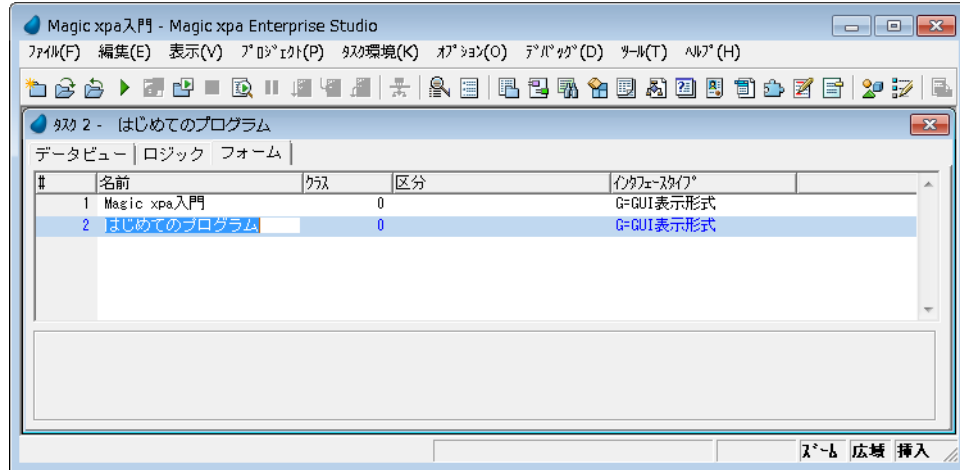 Magic xpa入門 - Magic xpa Enterprise Studio
ﾌｧｲﾙ(F) 編集(E) 表示(V) ﾌﾟﾛｼﾞｪｸﾄ(P) ﾀｽｸ環境(K) ｵﾌﾟｼｮﾝ(O) ﾃﾞﾊﾞｯｸﾞ(D) ﾂｰﾙ(T) ﾍﾙﾌﾟ(H)
ﾀｽｸ 2 - はじめてのプログラム
データビュー ロジック フォーム
# 名前 ｸﾗｽ 区分 ｲﾝﾀﾌｪｰｽﾀｲﾌﾟ
1 Magic xpa入門 0 G=GUI表示形式
2 はじめてのプログラム 0 G=GUI表示形式
ｽﾞｰﾑ 広域 挿入